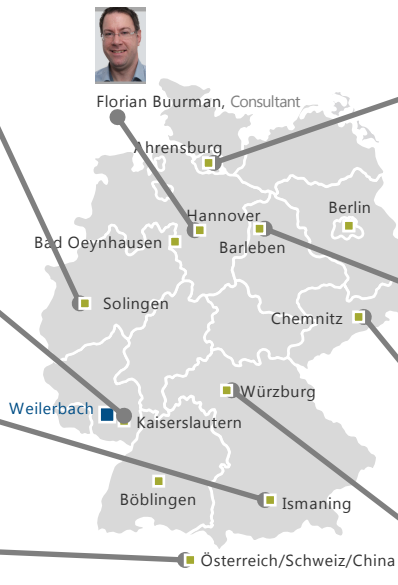 Florian Buurman, Consultant
Ahrensburg
Hannover
Berlin
Bad Oeynhausen
Barleben
Solingen
Chemnitz
Würzburg
Weilerbach
Kaiserslautern
Böblingen
Ismaning
Österreich/Schweiz/China